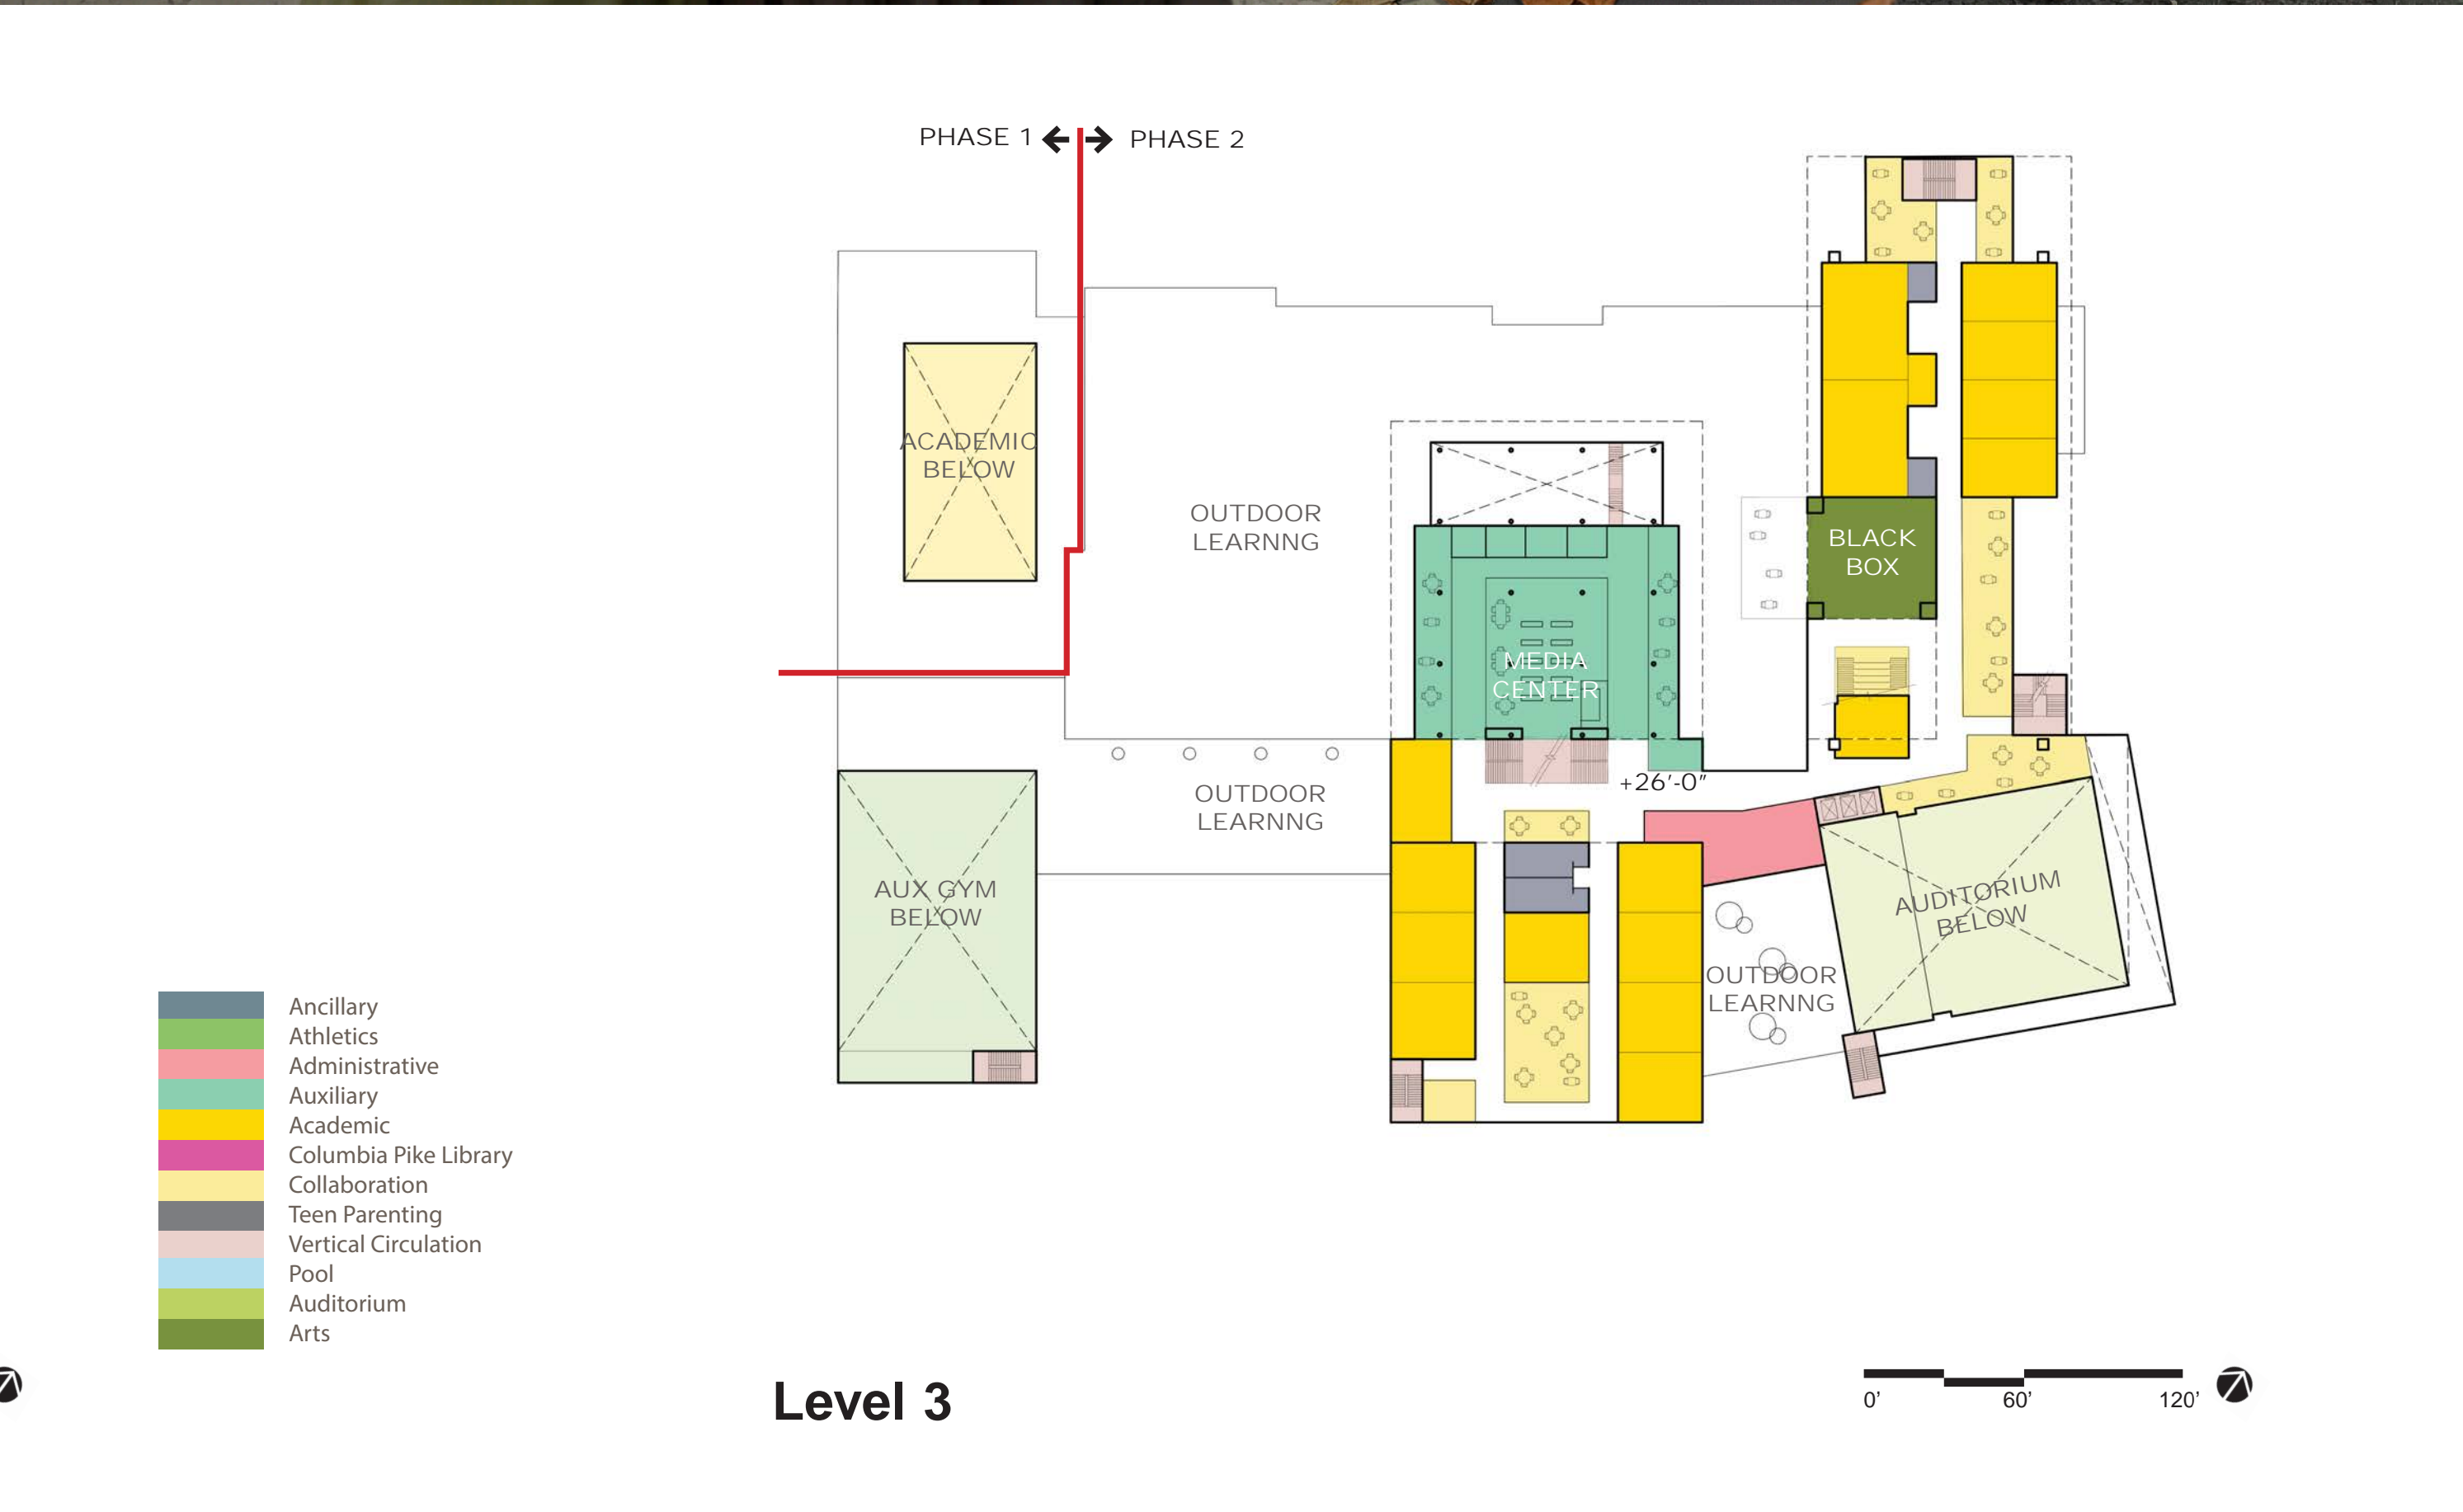 PHASE 1
PHASE 2
ACADEMIC
BELOW
OUTDOOR
LEARNNG
BLACK
BOX
MEDIA
CENTER
+26'-0"
OUTDOOR
LEARNNG
AUX GYM
BELOW
AUDITORIUM
BELOW
OUTDOOR
LEARNNG
Ancillary
Athletics
Administrative
Auxiliary
Academic
Columbia Pike Library
Collaboration
Teen Parenting
Vertical Circulation
Pool
Auditorium
Arts
Level 3
0’
60’
120’